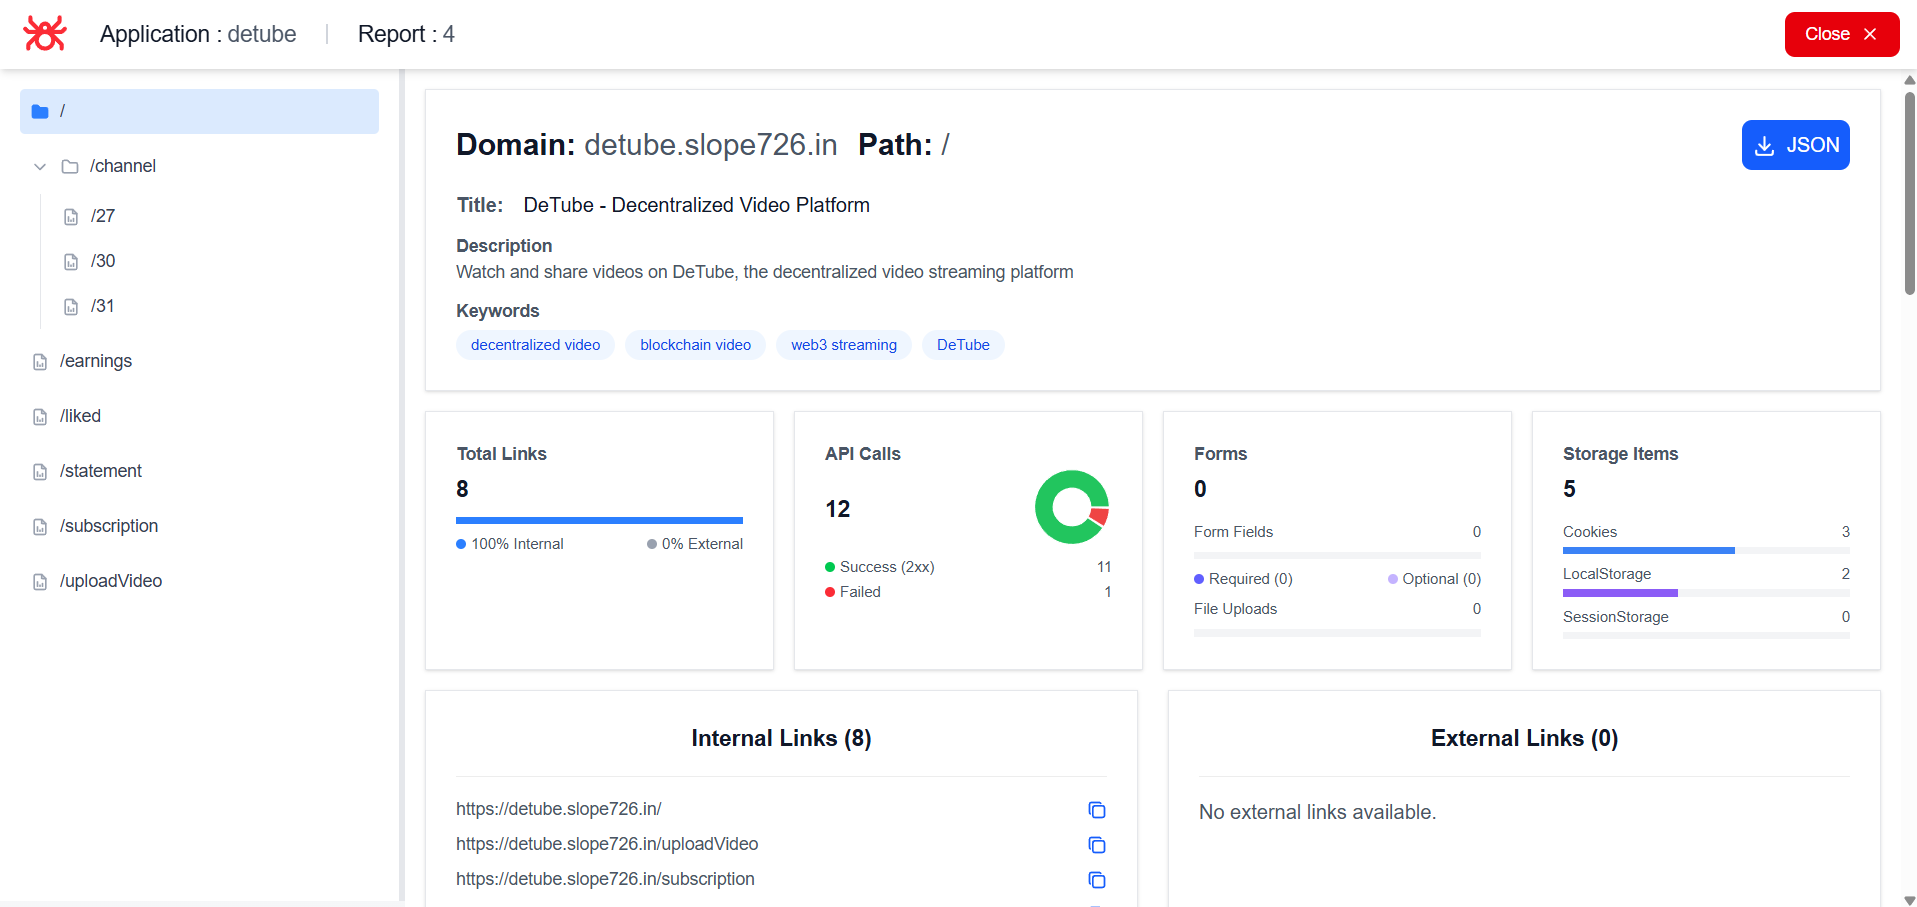 Application : detube | Report : 4
Close
/
/channel
/27
/30
/31
/earnings
/liked
/statement
/subscription
/uploadVideo
Domain: detube.slope726.in Path: /
JSON
Title: DeTube - Decentralized Video Platform
Description
Watch and share videos on DeTube, the decentralized video streaming platform
Keywords
decentralized video
blockchain video
web3 streaming
DeTube
Total Links
8
100% Internal
0% External
API Calls
12
Success (2xx) 11
Failed 1
Forms
0
Form Fields 0
Required (0)
Optional (0)
File Uploads 0
Storage Items
5
Cookies 3
LocalStorage 2
SessionStorage 0
Internal Links (8)
https://detube.slope726.in/
https://detube.slope726.in/uploadVideo
https://detube.slope726.in/subscription
External Links (0)
No external links available.